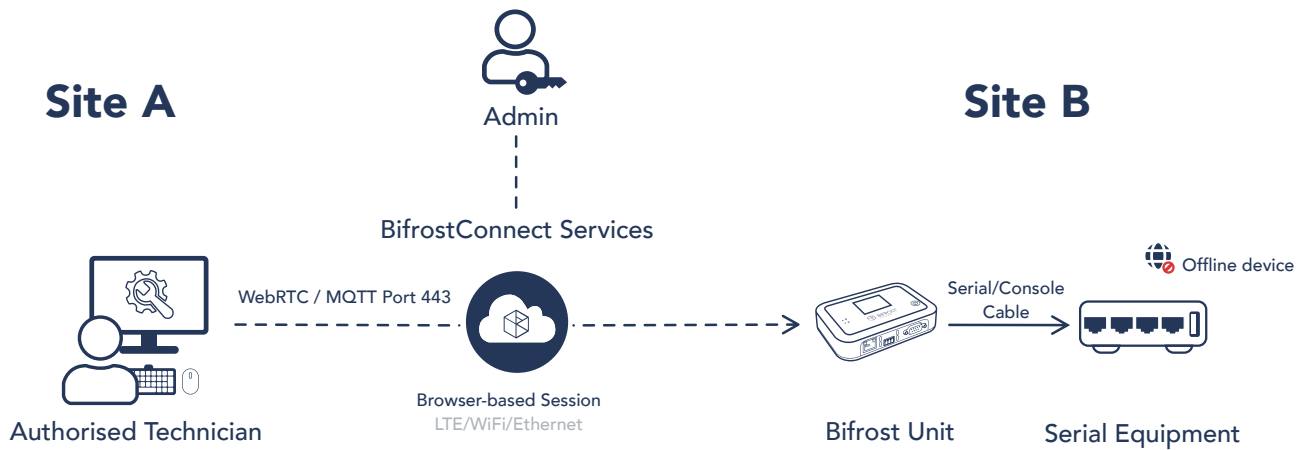 Admin
Site A
Site B
BifrostConnect Services
Offline device
WebRTC / MQTT Port 443
Serial/Console
Cable
Browser-based Session
LTE/WiFi/Ethernet
Authorised Technician
Bifrost Unit
Serial Equipment